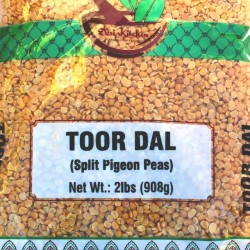 TOOR DAL
(Split Pigeon Peas)
Net Wt.: 2lbs (908g)